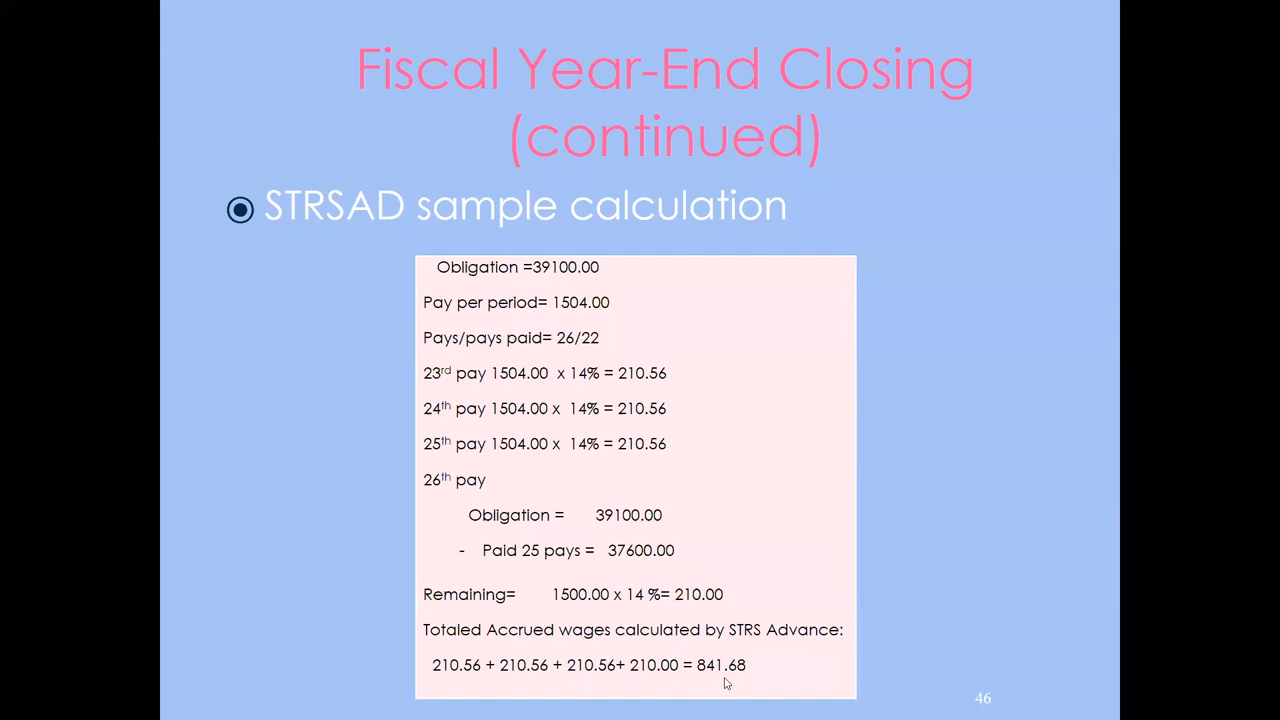 Fiscal Year-End Closing
(continued)
STRSAD sample calculation
Obligation =39100.00
Pay per period= 1504.00
Pays/pays paid= 26/22
23rd pay 1504.00 x 14% = 210.56
24th pay 1504.00 x 14% = 210.56
25th pay 1504.00 x 14% = 210.56
26th pay
Obligation = 39100.00
- Paid 25 pays = 37600.00
Remaining= 1500.00 x 14 %= 210.00
Totaled Accrued wages calculated by STRS Advance:
210.56 + 210.56 + 210.56+ 210.00 = 841.68
46